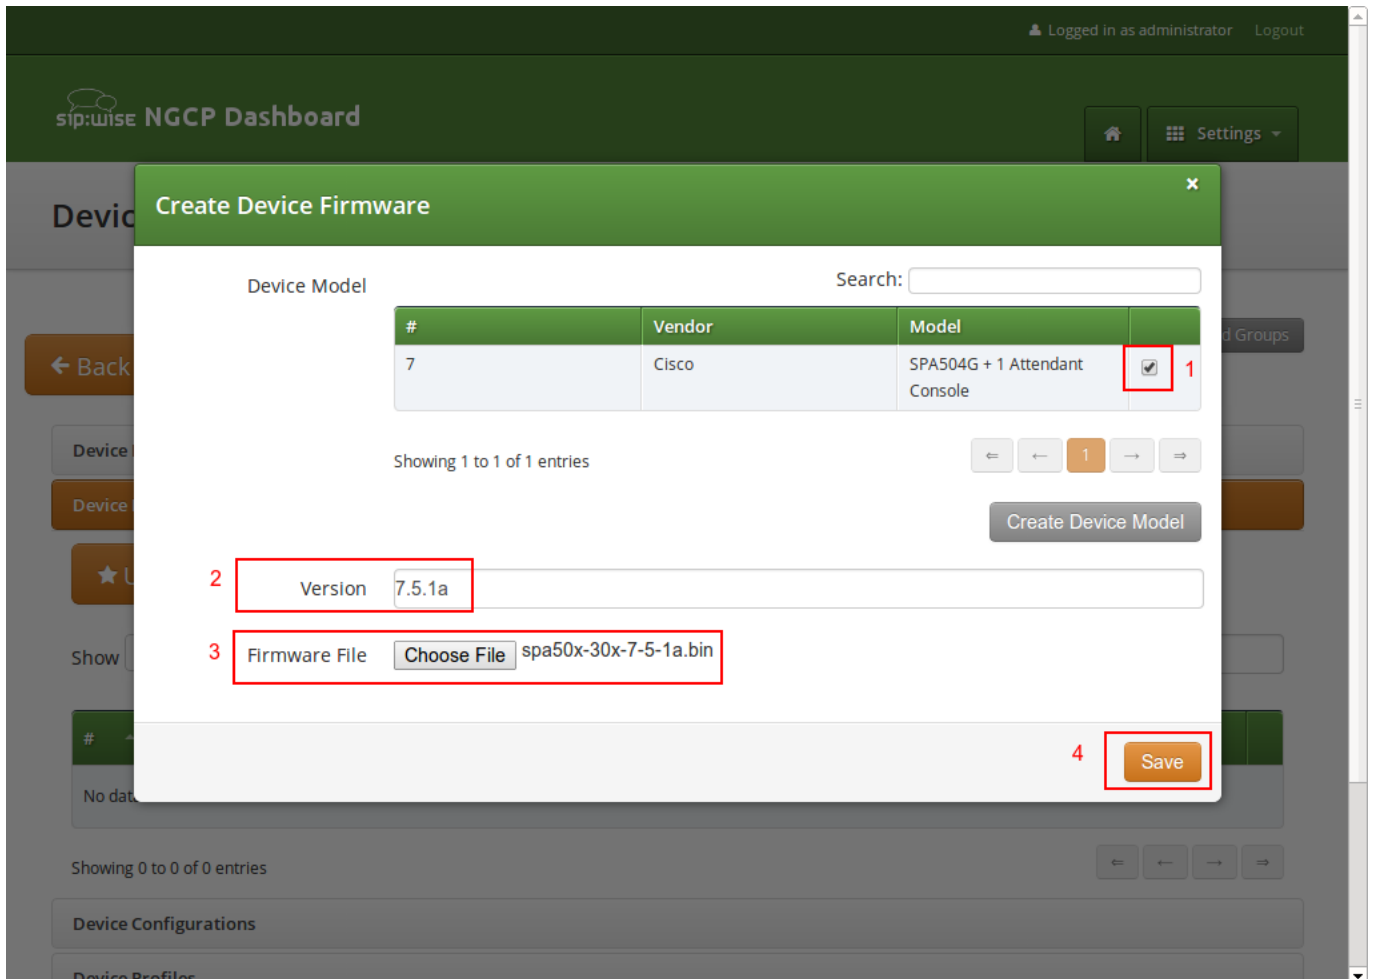 Logged in as administrator Logout
sip:wise NGCP Dashboard
Settings
Devic
Create Device Firmware
×
Device Model
Search:
# Vendor Model
7 Cisco SPA504G + 1 Attendant Console
1
d Groups
← Back
Device
Showing 1 to 1 of 1 entries
⇐ ← 1 → ⇒
Device
Create Device Model
2 Version 7.5.1a
3 Firmware File Choose File spa50x-30x-7-5-1a.bin
Show
#
4 Save
No dat
Showing 0 to 0 of 0 entries
⇐ ← → ⇒
Device Configurations
Device Profiles